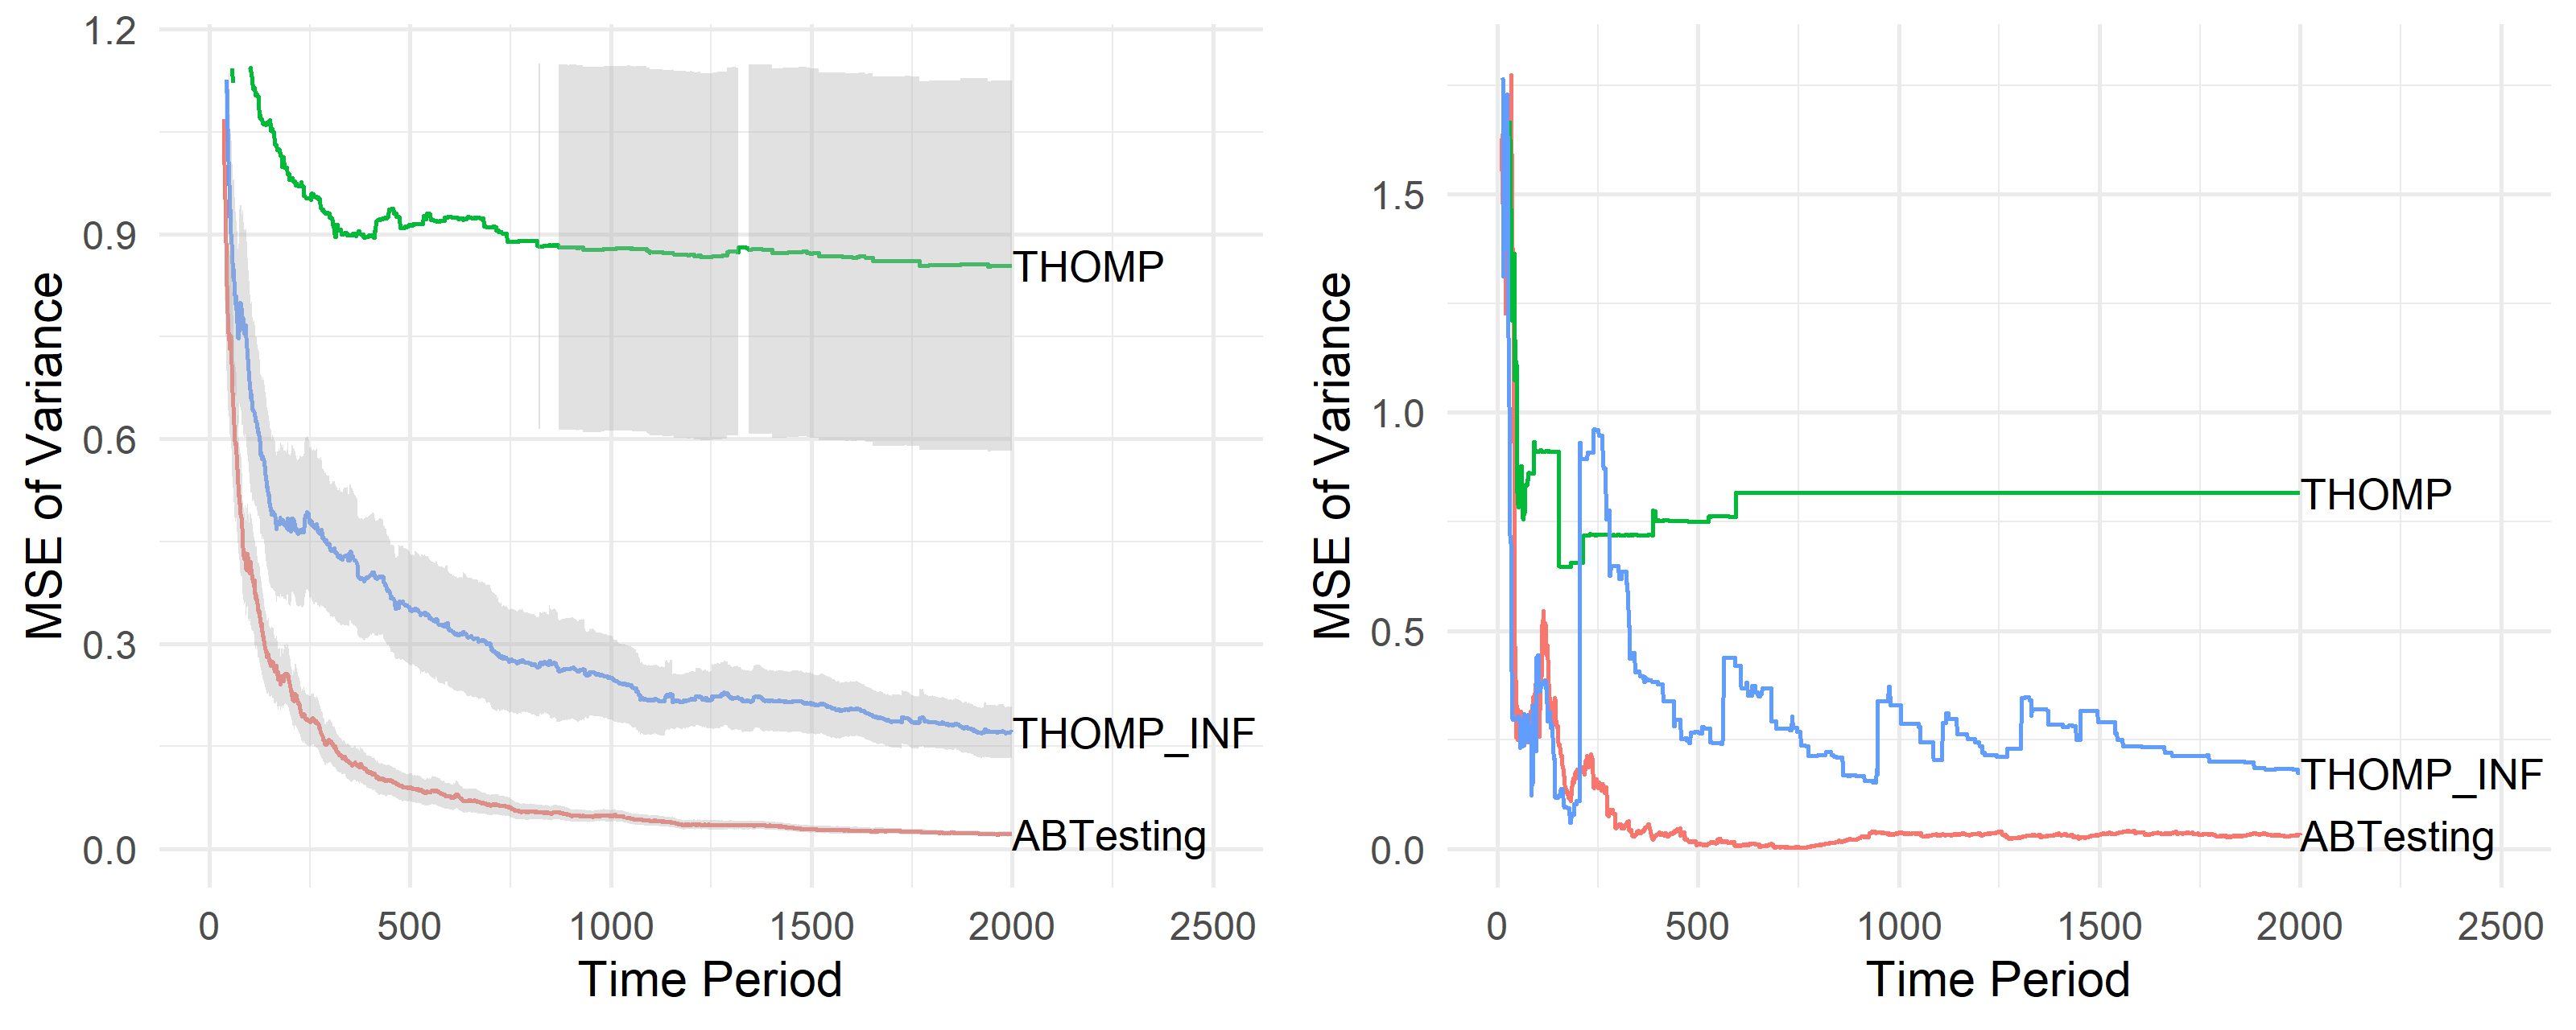 MSE of Variance
1.2
0.9
0.6
0.3
0.0
THOMP
THOMP_INF
ABTesting
0 500 1000 1500 2000 2500
Time Period
MSE of Variance
1.5
1.0
0.5
0.0
THOMP
THOMP_INF
ABTesting
0 500 1000 1500 2000 2500
Time Period